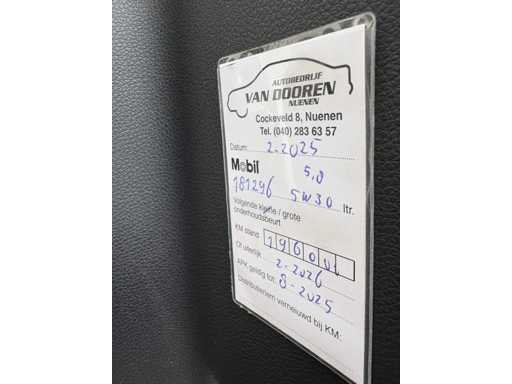 AUTOBEDRIJF
VAN DOOREN
NUENEN
Cockeveld 8, Nuenen
Tel. (040) 283 63 57
Datum: 2-2025
Mobil 5,0
181296 5W30 ltr.
Volgende kleine / grote
onderhoudsbeurt
KM stand 19600
Of uiterlijk 2-2026
APK geldig tot: 8-2025
Distributieriem vernieuwd bij KM: